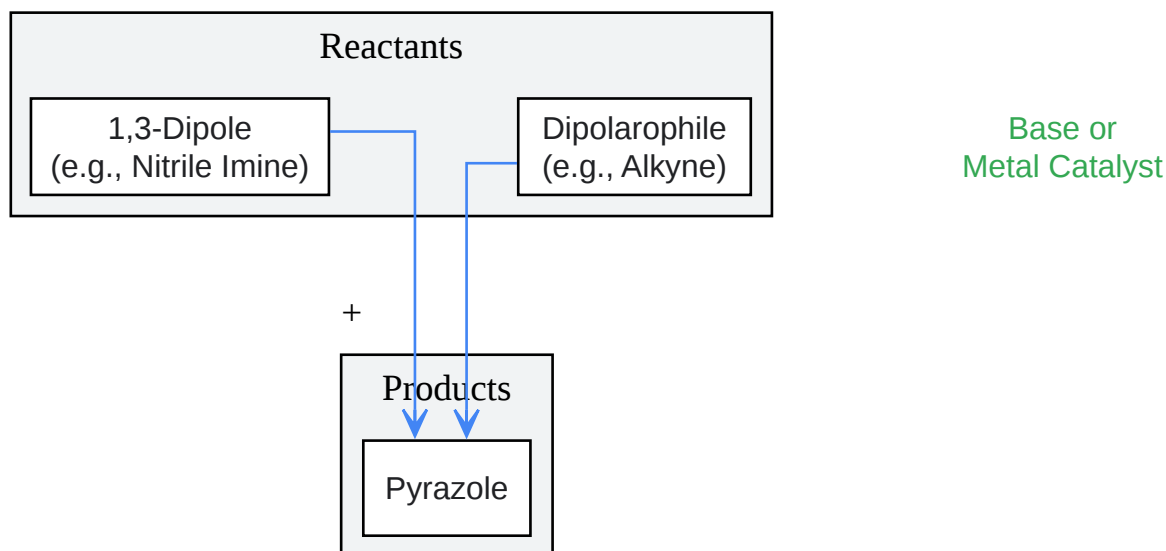 Reactants
1,3-Dipole
(e.g., Nitrile Imine)
Dipolarophile
(e.g., Alkyne)
Base or
Metal Catalyst
+
Products
Pyrazole